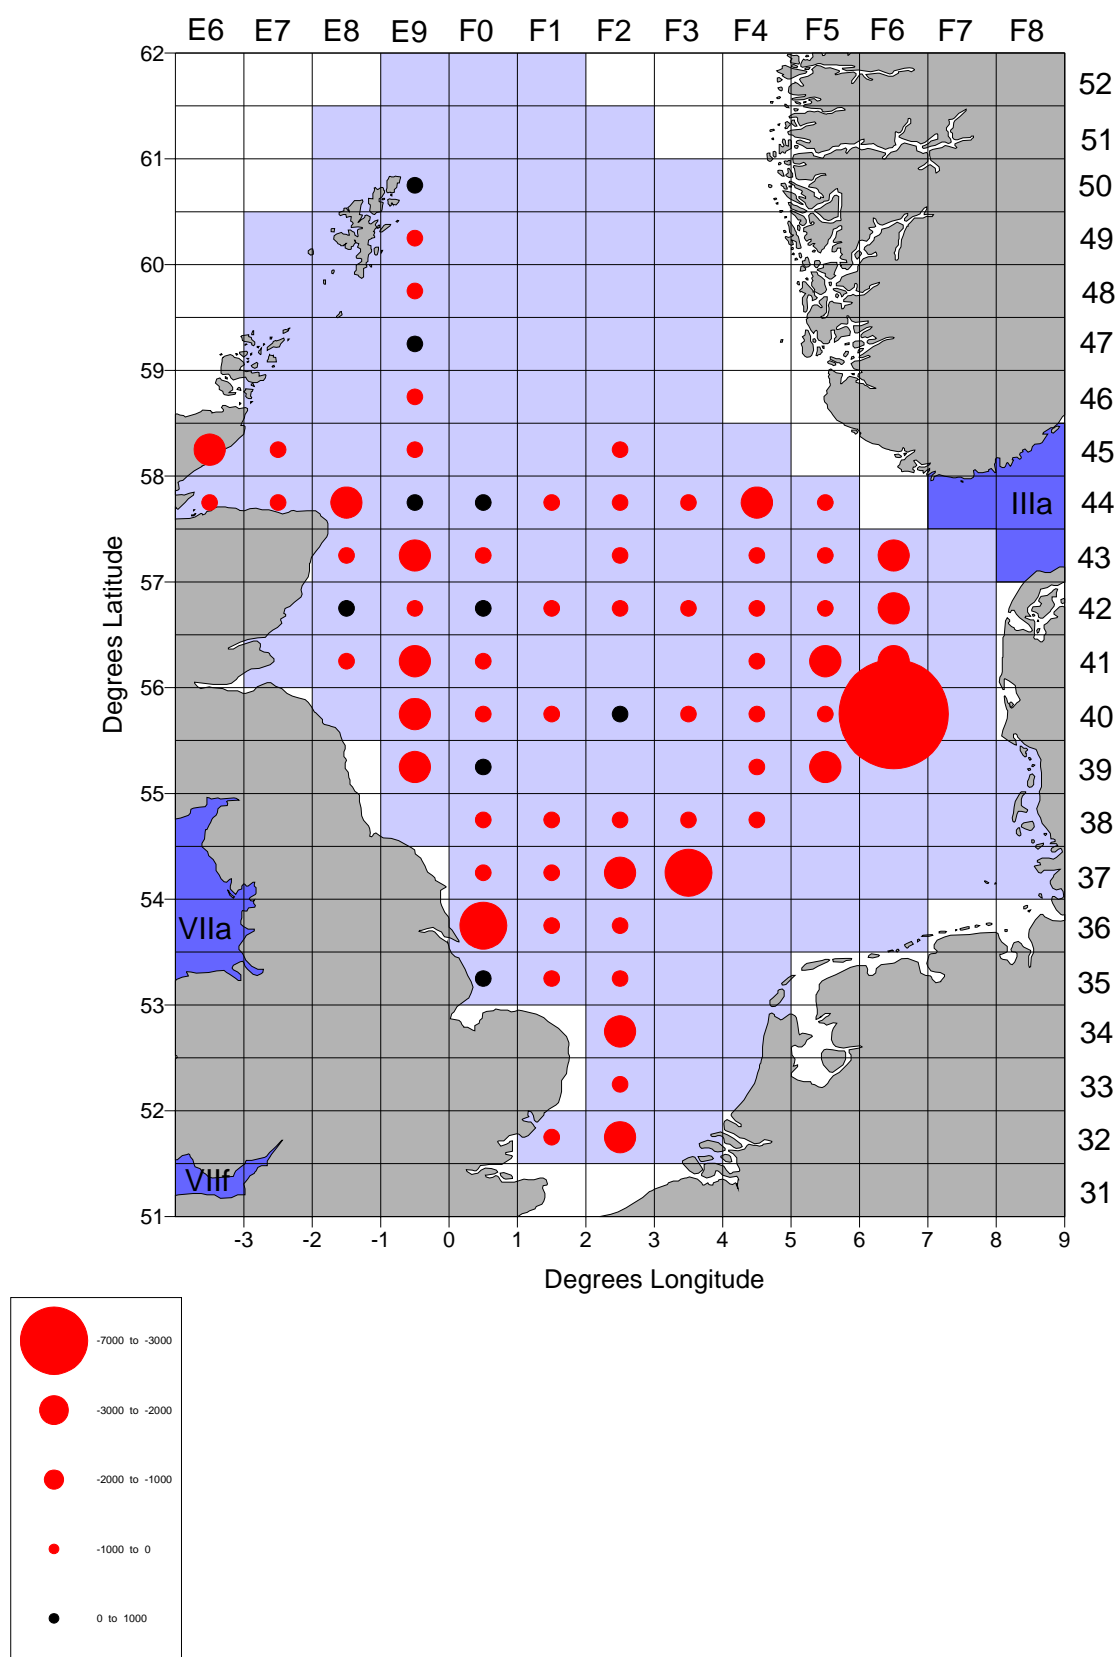 E6 E7 E8 E9 F0 F1 F2 F3 F4 F5 F6 F7 F8
62
52
51
61
50
49
60
48
47
59
46
45
58
44
IIIa
43
57
42
41
56
40
39
55
38
37
54
VIIa
36
35
53
34
33
52
32
VIIf
31
51
-3 -2 -1 0 1 2 3 4 5 6 7 8 9
Degrees Latitude
Degrees Longitude
-7000 to -3000
-3000 to -2000
-2000 to -1000
-1000 to 0
0 to 1000